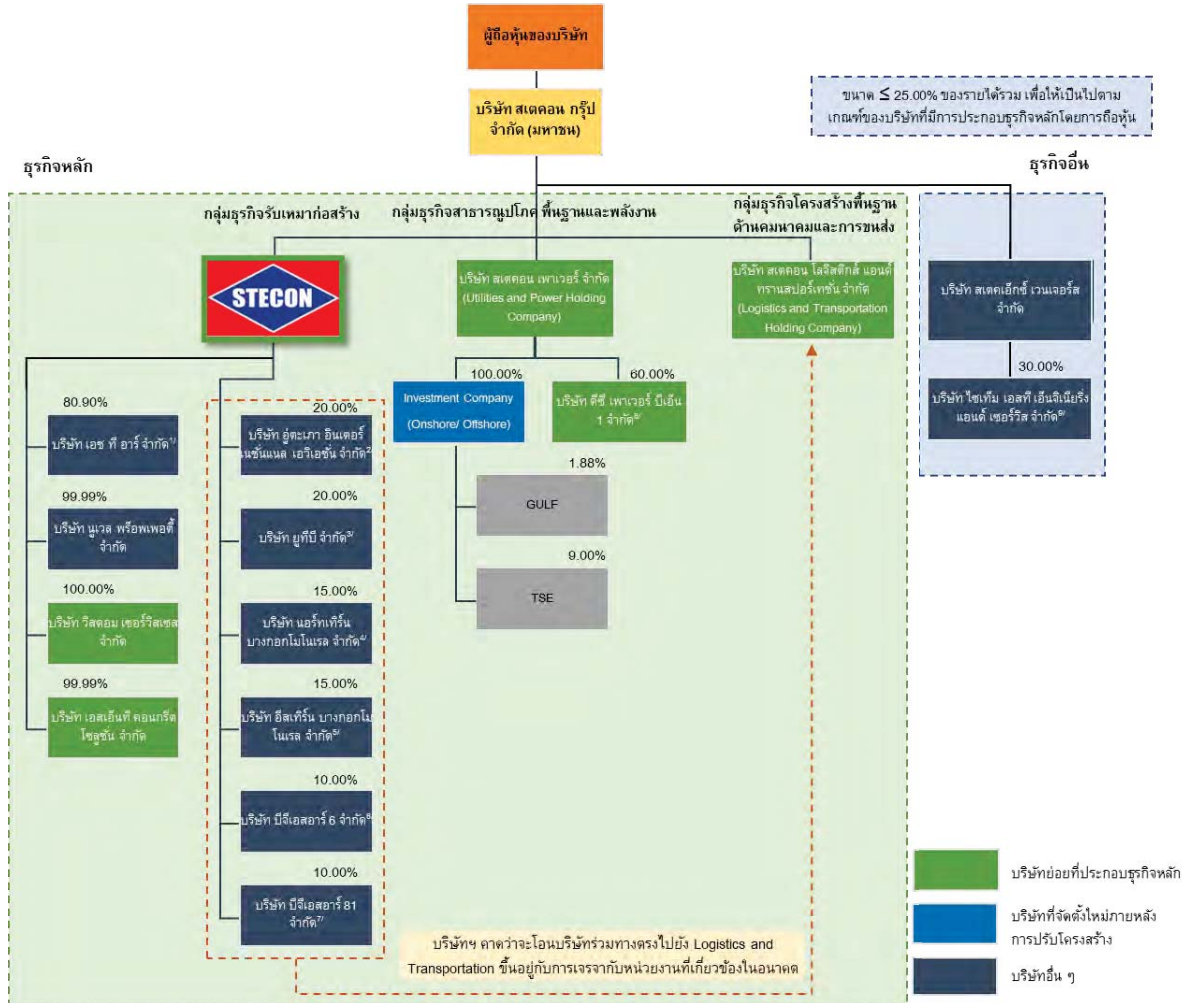 ผู้ถือหุ้นของบริษัท
บริษัท สเตคอน กรุ๊ป
จำกัด (มหาชน)
ขนาด ≤ 25.00% ของรายได้รวม เพื่อให้เป็นไปตาม
เกณฑ์ของบริษัทที่มีการประกอบธุรกิจหลักโดยการถือหุ้น
ธุรกิจหลัก
ธุรกิจอื่น
กลุ่มธุรกิจรับเหมาก่อสร้าง
กลุ่มธุรกิจสาธารณูปโภค พื้นฐานและพลังงาน
กลุ่มธุรกิจโครงสร้างพื้นฐาน
ด้านคมนาคมและการขนส่ง
STECON
บริษัท สเตคอน เพาเวอร์ จำกัด
(Utilities and Power Holding
Company)
บริษัท สเตคอน โลจิสติกส์ แอนด์
ทรานสปอร์เทชั่น จำกัด
(Logistics and Transportation
Holding Company)
บริษัท สเตคเอ็กซ์ เวนเจอร์ส
จำกัด
30.00%
บริษัท ไซเท็ม เอสที เอ็นจิเนียริ่ง
แอนด์ เซอร์วิส จำกัด
100.00%
Investment Company
(Onshore/ Offshore)
60.00%
บริษัท ดีซี เพาเวอร์ บีเอ็น
1 จำกัด
1.88%
GULF
9.00%
TSE
80.90%
บริษัท เอช ที อาร์ จำกัด1/
99.99%
บริษัท นูเวล พร็อพเพอตี้
จำกัด
100.00%
บริษัท วิสดอม เซอร์วิสเซส
จำกัด
99.99%
บริษัท เอสเอ็นที คอนกรีต
โซลูชั่น จำกัด
20.00%
บริษัท อู่ตะเภา อินเตอร์
เนชั่นแนล เอวิเอชั่น จำกัด2/
20.00%
บริษัท ยูทีบี จำกัด3/
15.00%
บริษัท นอร์ทเทิร์น
บางกอกโมโนเรล จำกัด4/
15.00%
บริษัท อีสเทิร์น บางกอกโม
โนเรล จำกัด5/
10.00%
บริษัท บีจีเอสอาร์ 6 จำกัด6/
10.00%
บริษัท บีจีเอสอาร์ 81
จำกัด7/
บริษัทฯ คาดว่าจะโอนบริษัทร่วมทางตรงไปยัง Logistics and
Transportation ขึ้นอยู่กับการเจรจากับหน่วยงานที่เกี่ยวข้องในอนาคต
บริษัทย่อยที่ประกอบธุรกิจหลัก
บริษัทที่จัดตั้งใหม่ภายหลัง
การปรับโครงสร้าง
บริษัทอื่น ๆ